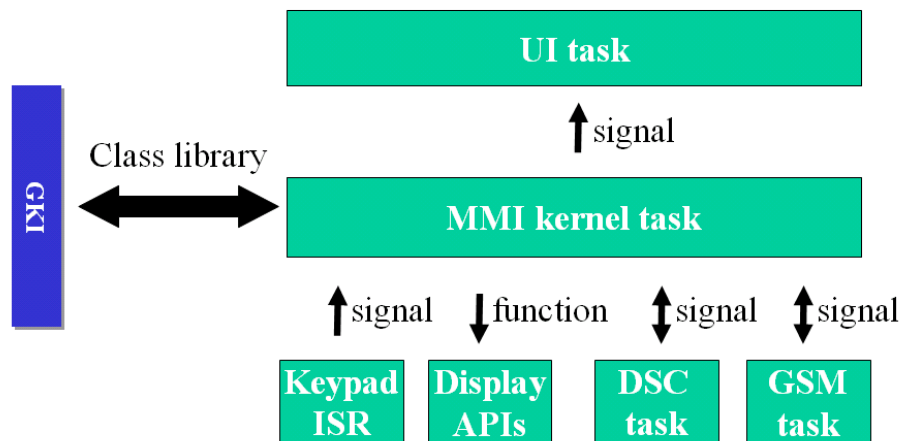 UI task
signal
Class library
GKI
MMI kernel task
signal
function
signal
signal
Keypad
ISR
Display
APIs
DSC
task
GSM
task